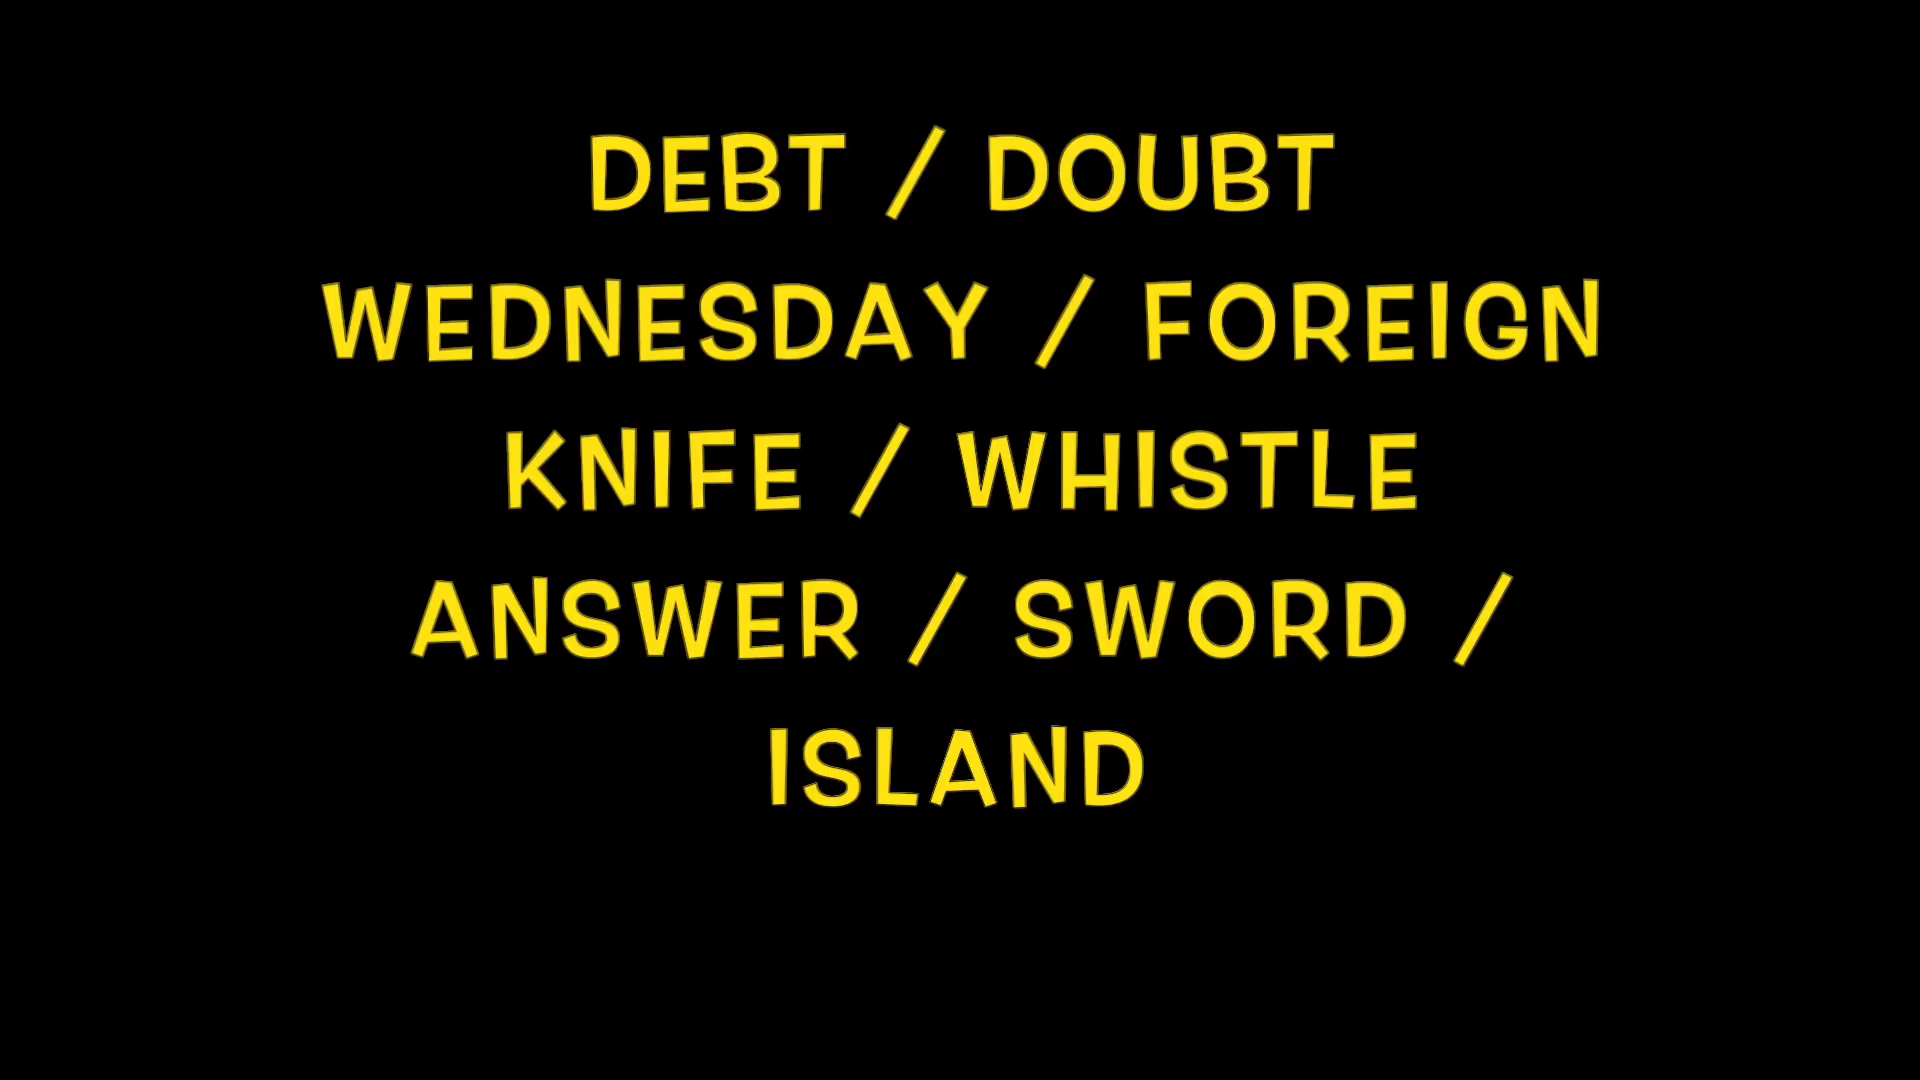 DEBT / DOUBT
WEDNESDAY / FOREIGN
KNIFE / WHISTLE
ANSWER / SWORD /
ISLAND